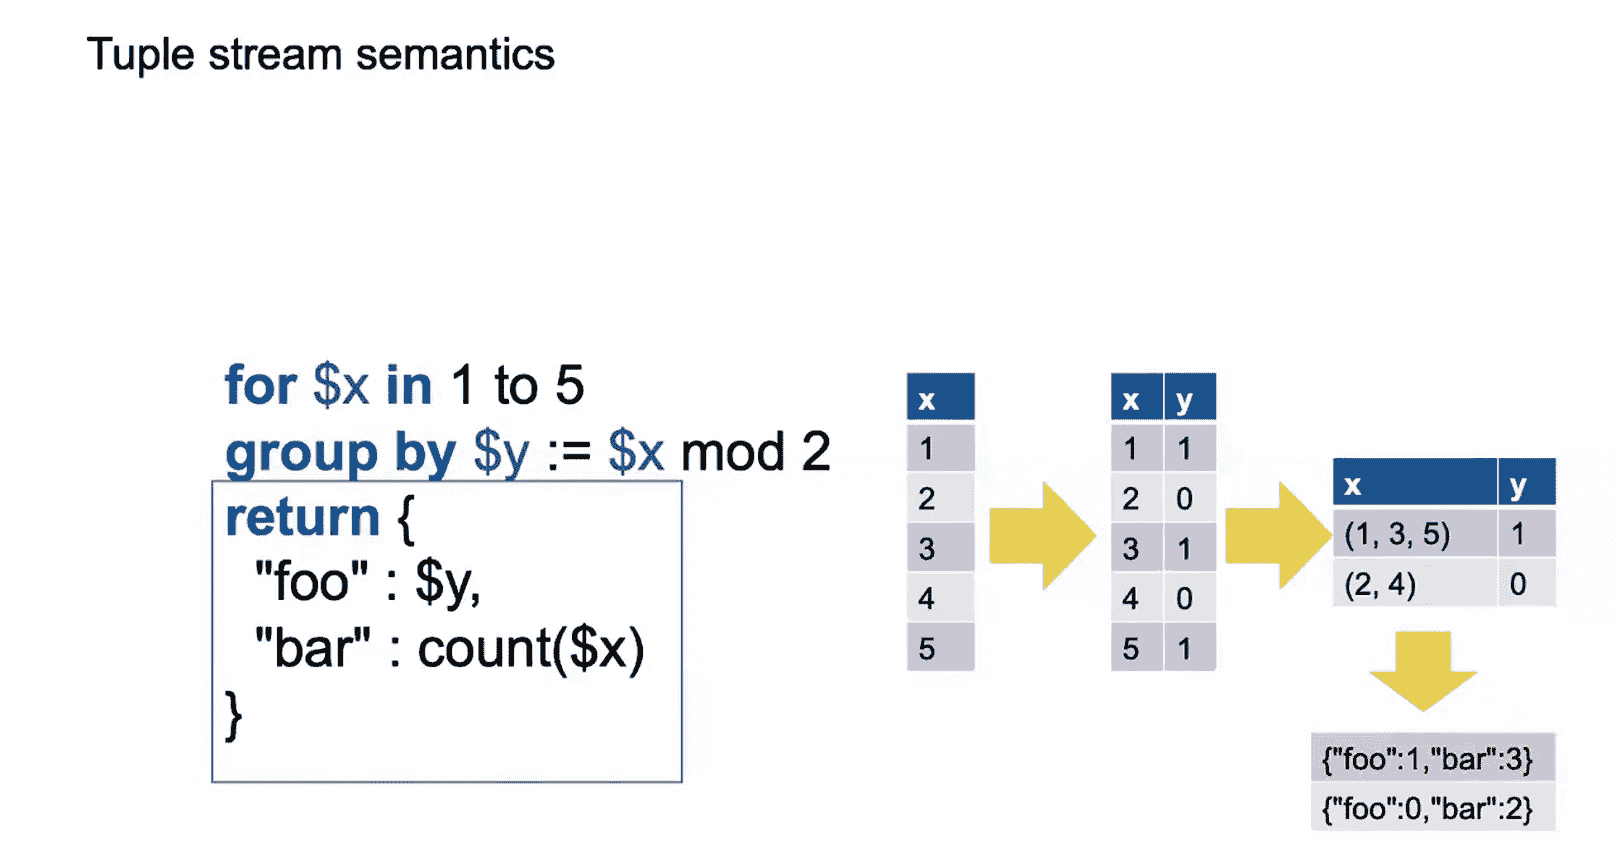 Tuple stream semantics
for $x in 1 to 5
group by $y := $x mod 2
return {
"foo" : $y,
"bar" : count($x)
}
x
1
2
3
4
5
x y
1 1
2 0
3 1
4 0
5 1
x y
(1, 3, 5) 1
(2, 4) 0
{"foo":1,"bar":3}
{"foo":0,"bar":2}